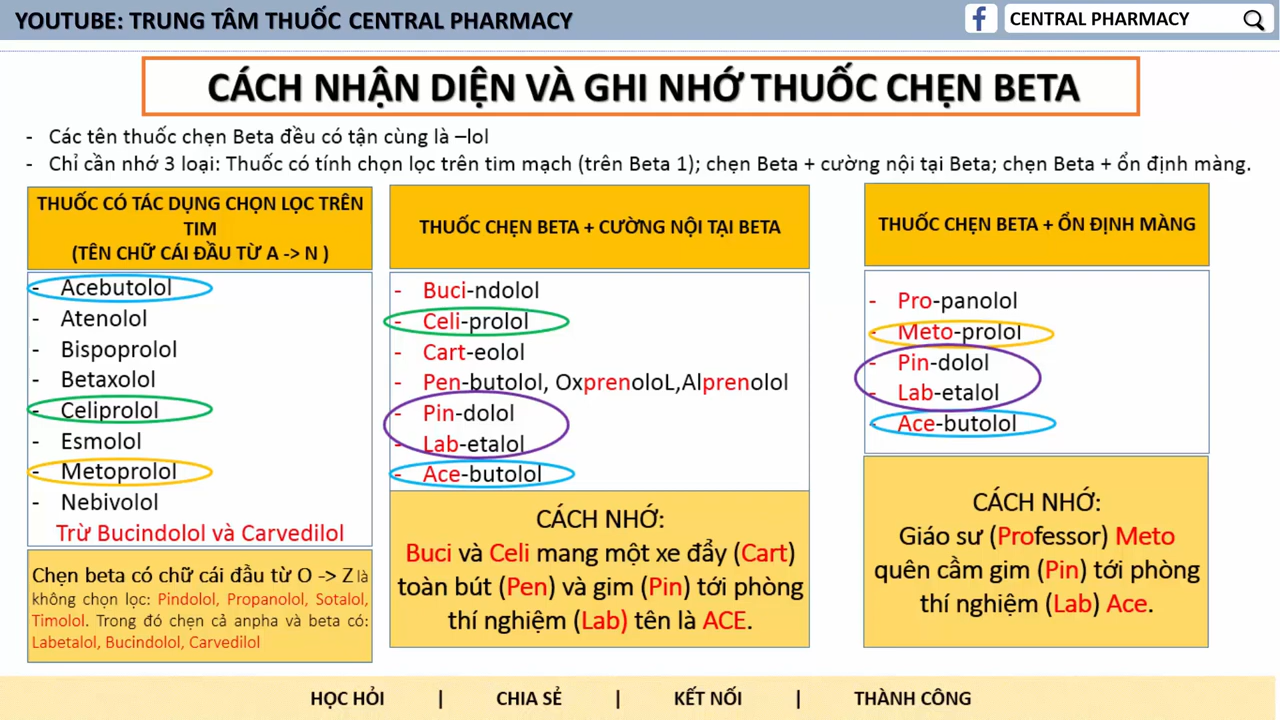 YOUTUBE: TRUNG TÂM THUỐC CENTRAL PHARMACY
CENTRAL PHARMACY
CÁCH NHẬN DIỆN VÀ GHI NHỚ THUỐC CHẸN BETA
- Các tên thuốc chẹn Beta đều có tận cùng là –lol
- Chỉ cần nhớ 3 loại: Thuốc có tính chọn lọc trên tim mạch (trên Beta 1); chẹn Beta + cường nội tại Beta; chẹn Beta + ổn định màng.
THUỐC CÓ TÁC DỤNG CHỌN LỌC TRÊN
TIM
(TÊN CHỮ CÁI ĐẦU TỪ A -> N )
- Acebutolol
- Atenolol
- Bispoprolol
- Betaxolol
- Celiprolol
- Esmolol
- Metoprolol
- Nebivolol
Trừ Bucindolol và Carvedilol
Chẹn beta có chữ cái đầu từ O -> Z là
không chọn lọc: Pindolol, Propanolol, Sotalol,
Timolol. Trong đó chẹn cả anpha và beta có:
Labetalol, Bucindolol, Carvedilol
THUỐC CHẸN BETA + CƯỜNG NỘI TẠI BETA
- Buci-ndolol
- Celi-prolol
- Cart-eolol
- Pen-butolol, OxprenoloL,Alprenolol
- Pin-dolol
- Lab-etalol
- Ace-butolol
CÁCH NHỚ:
Buci và Celi mang một xe đẩy (Cart)
toàn bút (Pen) và gim (Pin) tới phòng
thí nghiệm (Lab) tên là ACE.
THUỐC CHẸN BETA + ỔN ĐỊNH MÀNG
- Pro-panolol
- Meto-prolol
- Pin-dolol
- Lab-etalol
- Ace-butolol
CÁCH NHỚ:
Giáo sư (Professor) Meto
quên cầm gim (Pin) tới phòng
thí nghiệm (Lab) Ace.
HỌC HỎI | CHIA SẺ | KẾT NỐI | THÀNH CÔNG